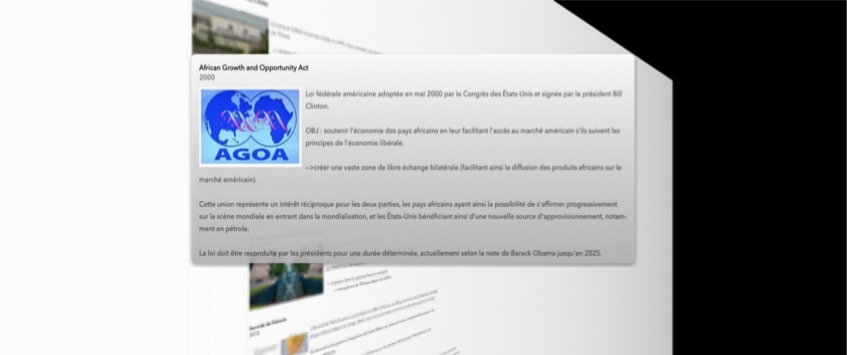 African Growth and Opportunity Act
2000
Loi fédérale américaine adoptée en mai 2000 par le Congrès des États-Unis et signée par le président Bill
Clinton.
OBJ : soutenir l'économie des pays africains en leur facilitant l'accès au marché américain s'ils suivent les
principes de l'économie libérale.
AGOA
-->créer une vaste zone de libre échange bilatérale (facilitant ainsi la diffusion des produits africains sur le
marché américain).
Cette union représente un intérêt réciproque pour les deux parties, les pays africains ayant ainsi la possibilité de s'affirmer progressivement
sur la scène mondiale en entrant dans la mondialisation, et les États-Unis bénéficiant ainsi d'une nouvelle source d'approvisionnement, notam-
ment en pétrole.
La loi doit être reconduite par les présidents pour une durée déterminée, actuellement selon la note de Barack Obama jusqu'en 2025.